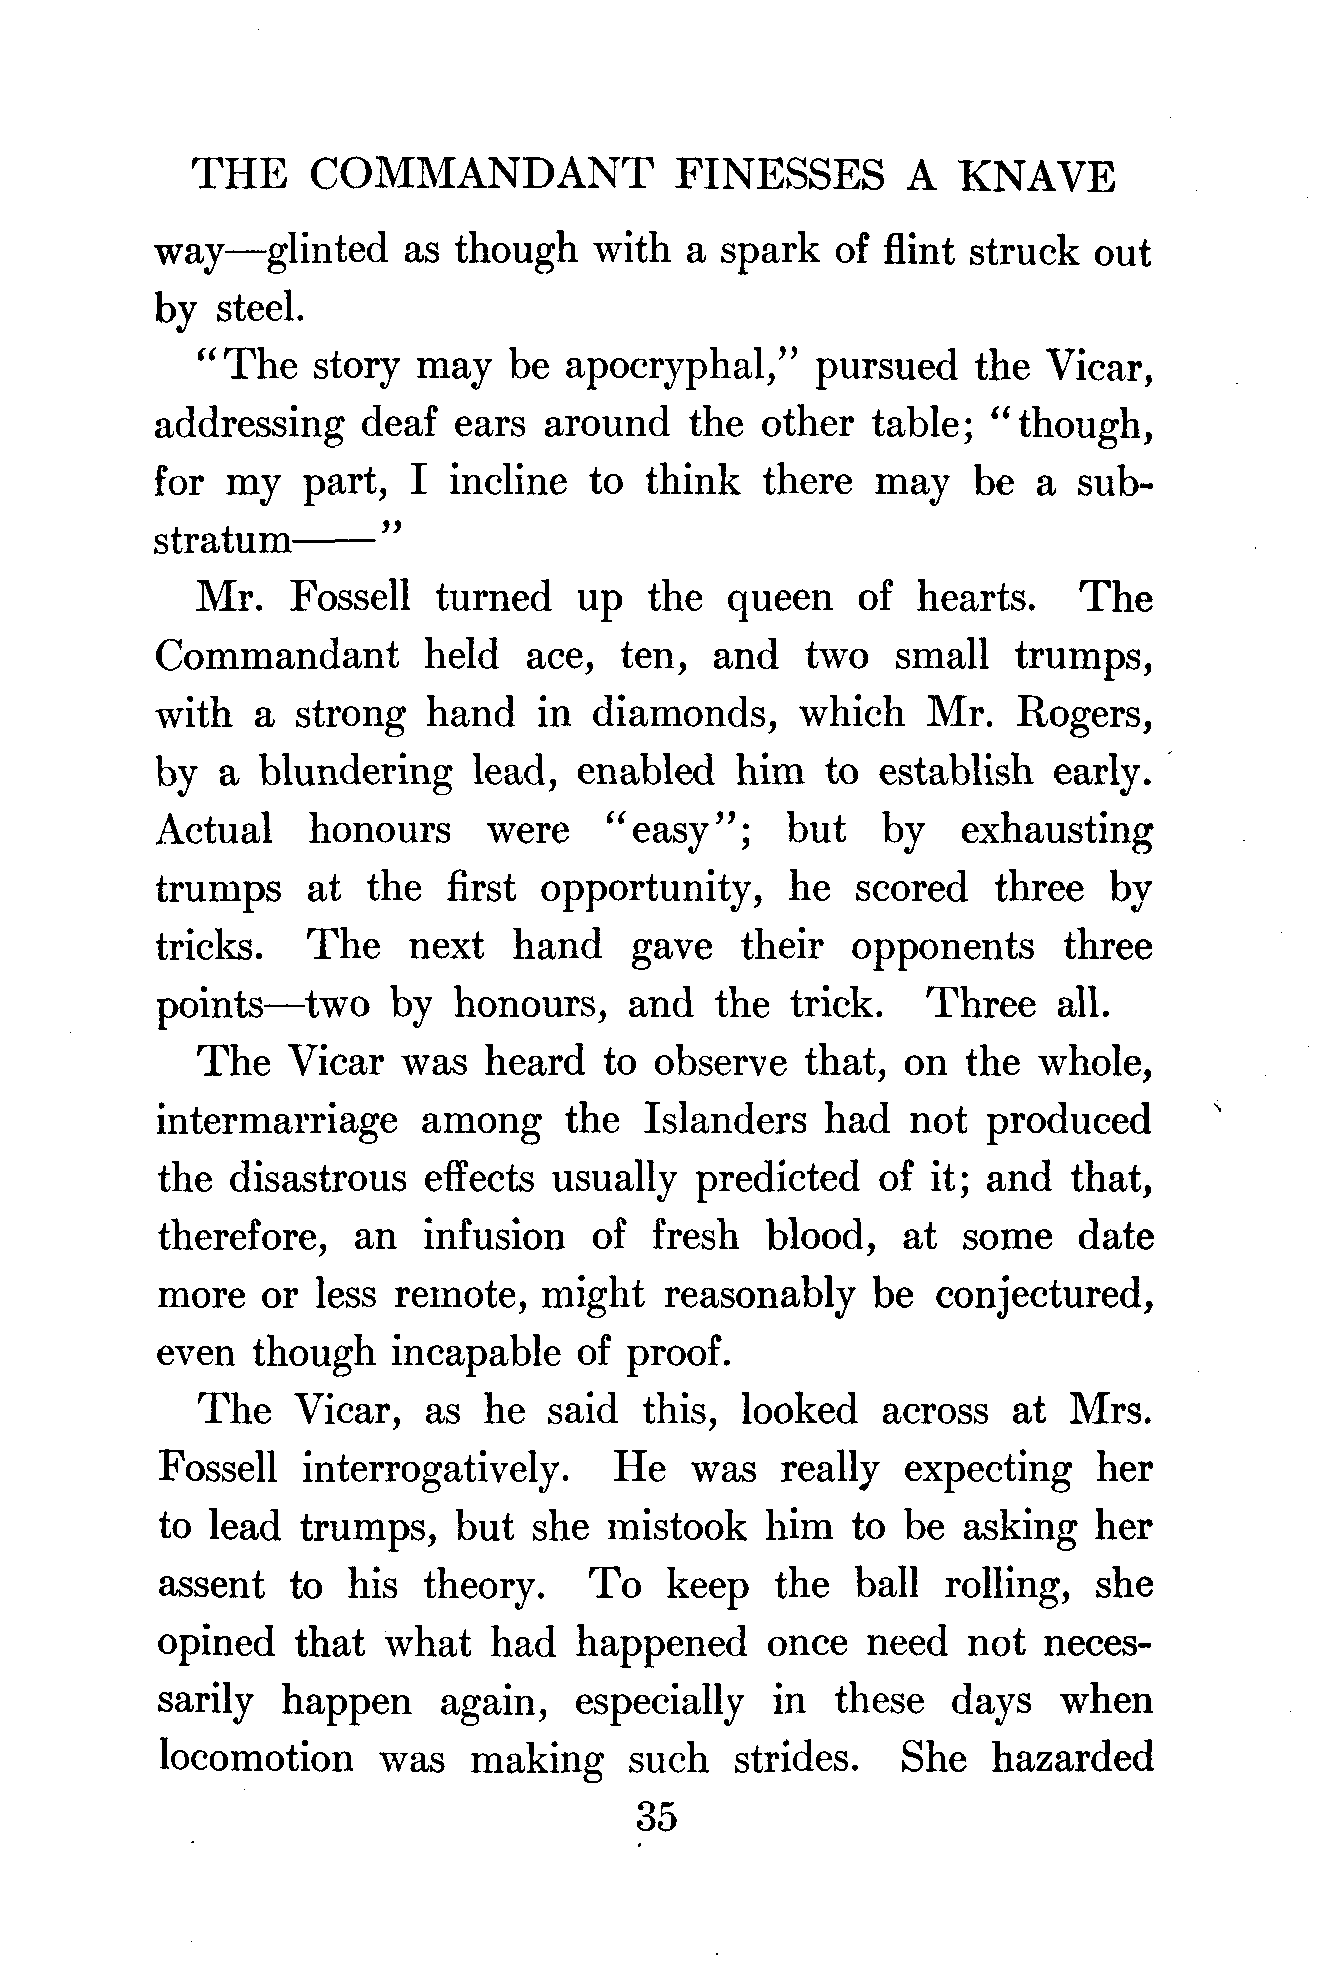 THE COMMANDANT FINESSES A KNAVE
way—glinted as though with a spark of flint struck out
by steel.
"The story may be apocryphal," pursued the Vicar,
addressing deaf ears around the other table; "though,
for my part, I incline to think there may be a sub-
stratum——"
Mr. Fossell turned up the queen of hearts. The
Commandant held ace, ten, and two small trumps,
with a strong hand in diamonds, which Mr. Rogers,
by a blundering lead, enabled him to establish early.
Actual honours were "easy"; but by exhausting
trumps at the first opportunity, he scored three by
tricks. The next hand gave their opponents three
points—two by honours, and the trick. Three all.
The Vicar was heard to observe that, on the whole,
intermarriage among the Islanders had not produced
the disastrous effects usually predicted of it; and that,
therefore, an infusion of fresh blood, at some date
more or less remote, might reasonably be conjectured,
even though incapable of proof.
The Vicar, as he said this, looked across at Mrs.
Fossell interrogatively. He was really expecting her
to lead trumps, but she mistook him to be asking her
assent to his theory. To keep the ball rolling, she
opined that what had happened once need not neces-
sarily happen again, especially in these days when
locomotion was making such strides. She hazarded
35